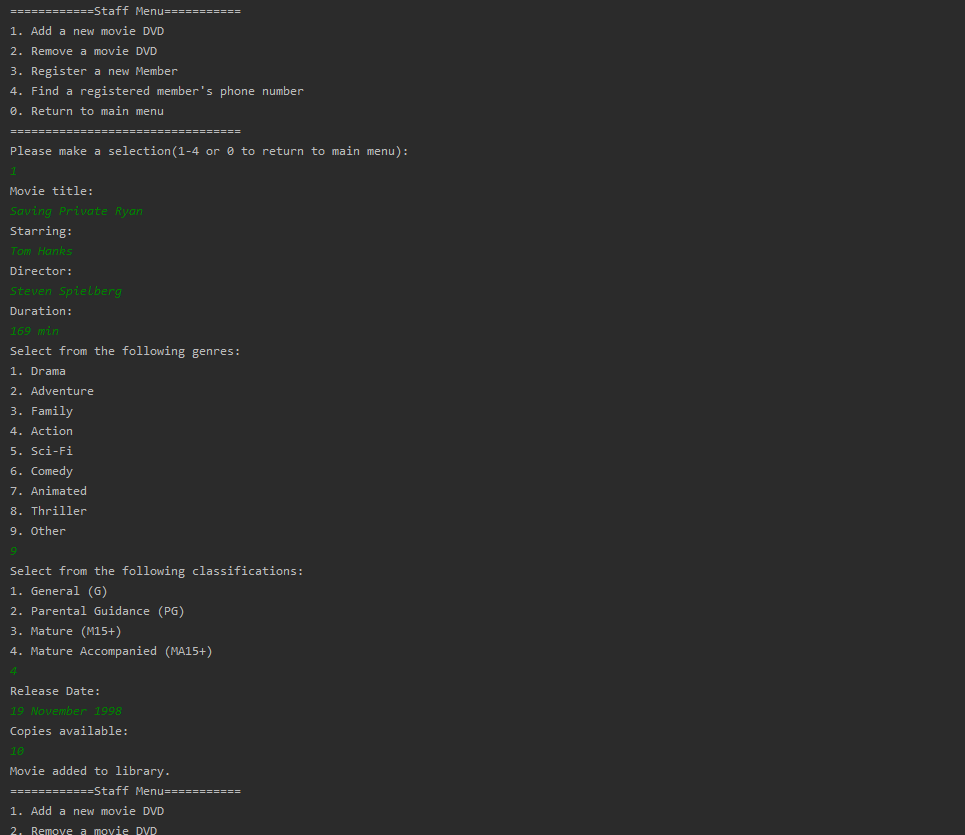 ============Staff Menu===========
1. Add a new movie DVD
2. Remove a movie DVD
3. Register a new Member
4. Find a registered member's phone number
0. Return to main menu
=================================
Please make a selection(1-4 or 0 to return to main menu):
1
Movie title:
Saving Private Ryan
Starring:
Tom Hanks
Director:
Steven Spielberg
Duration:
169 min
Select from the following genres:
1. Drama
2. Adventure
3. Family
4. Action
5. Sci-Fi
6. Comedy
7. Animated
8. Thriller
9. Other
9
Select from the following classifications:
1. General (G)
2. Parental Guidance (PG)
3. Mature (M15+)
4. Mature Accompanied (MA15+)
4
Release Date:
19 November 1998
Copies available:
10
Movie added to library.
============Staff Menu===========
1. Add a new movie DVD
2. Remove a movie DVD